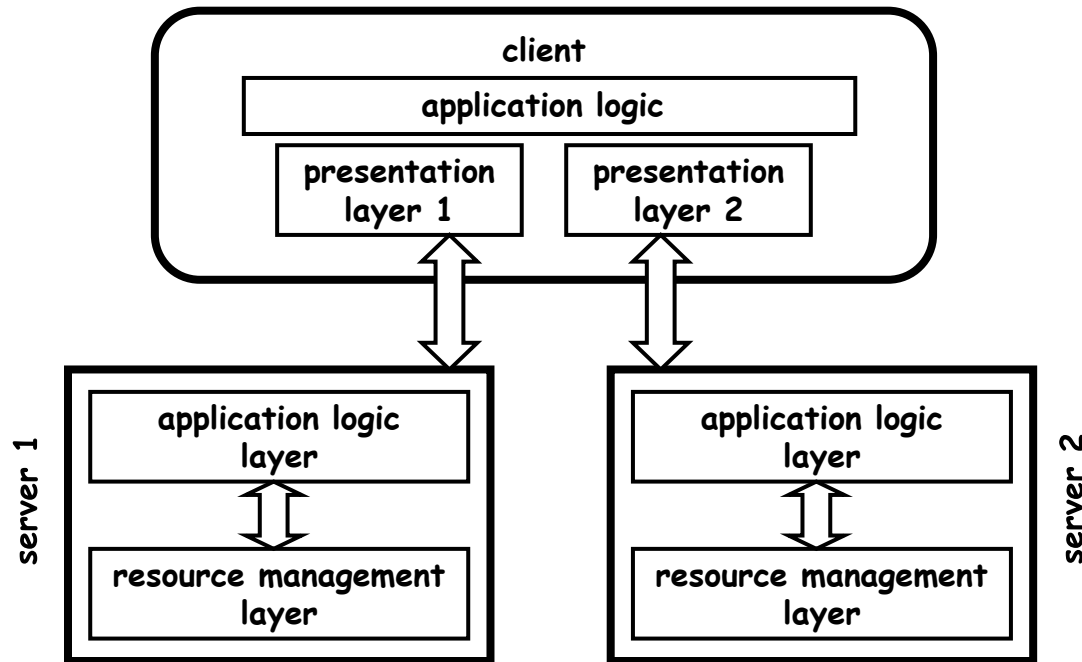 client
application logic
presentation
layer 1
presentation
layer 2
server 1
application logic
layer
resource management
layer
application logic
layer
resource management
layer
server 2